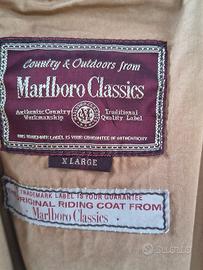 Country & Outdoors from
Marlboro Classics
Authentic Country Traditional
Workmanship Quality Label
THIS TRADEMARK LABEL IS YOUR GUARANTEE OF AUTHENTICITY
X LARGE
TRADEMARK LABEL IS YOUR GUARANTEE
ORIGINAL RIDING COAT FROM
Marlboro Classics
subito